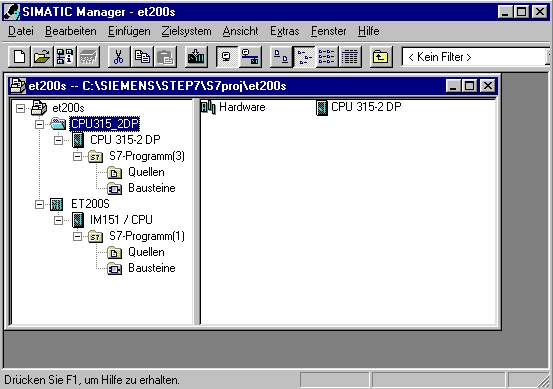 SIMATIC Manager - et200s
Datei Bearbeiten Einfügen Zielsystem Ansicht Extras Fenster Hilfe
< Kein Filter >
et200s -- C:\SIEMENS\STEP7\S7proj\et200s
et200s
CPU315_2DP
CPU 315-2 DP
S7-Programm(3)
Quellen
Bausteine
ET200S
IM151 / CPU
S7-Programm(1)
Quellen
Bausteine
Hardware CPU 315-2 DP
Drücken Sie F1, um Hilfe zu erhalten.